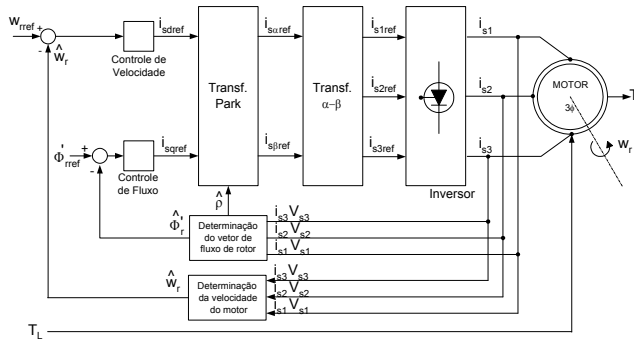 w_rref + i_sdref i_sαref i_s1ref i_s1
- ŵ_r
Controle de
Velocidade
Transf.
Park
Transf.
α–β
i_s2ref i_s2
MOTOR
3ϕ
T
Φ'_rref + - i_sqref i_sβref i_s3ref i_s3
w_r
Controle
de Fluxo
Inversor
ρ̂
Φ̂'_r
Determinação
do vetor de
fluxo de rotor
i_s3 V_s3
i_s2 V_s2
i_s1 V_s1
ŵ_r
Determinação
da velocidade
do motor
i_s3 V_s3
i_s2 V_s2
i_s1 V_s1
T_L